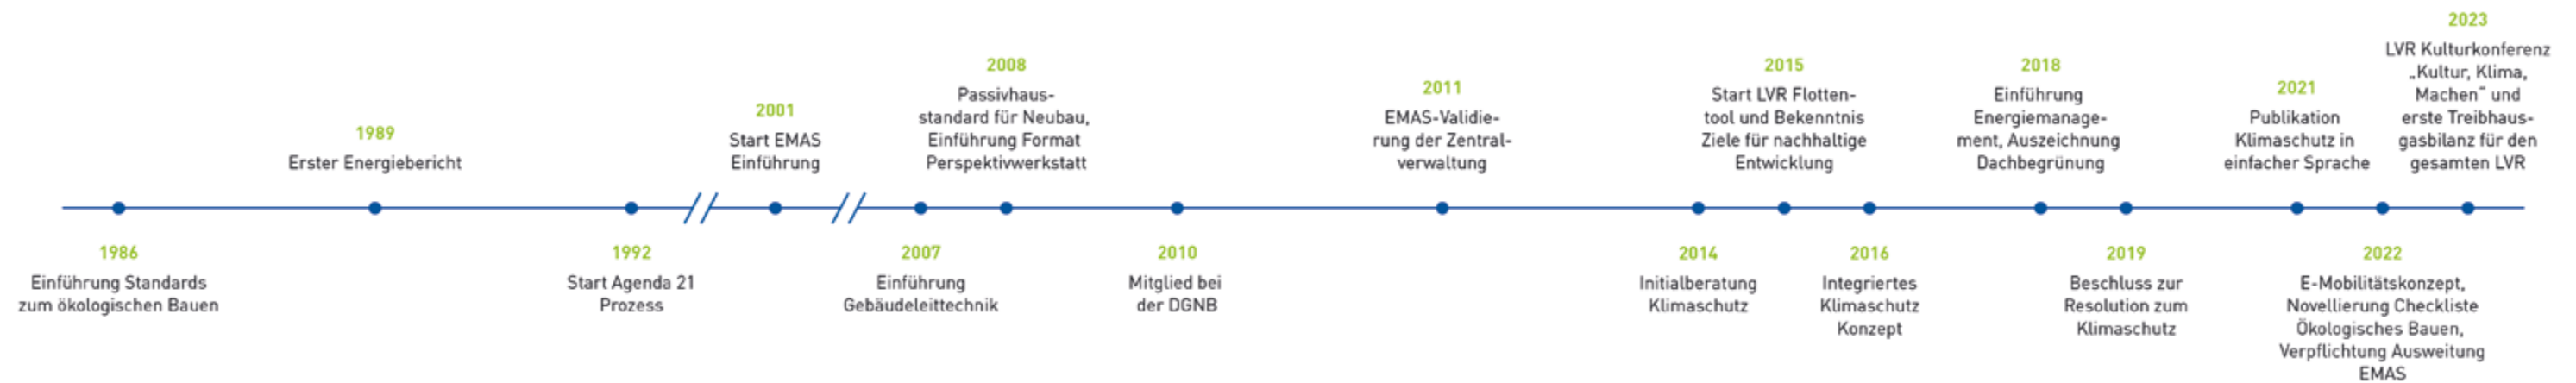 1986
Einführung Standards
zum ökologischen Bauen
1989
Erster Energiebericht
1992
Start Agenda 21
Prozess
2001
Start EMAS
Einführung
2007
Einführung
Gebäudeleittechnik
2008
Passivhaus-
standard für Neubau,
Einführung Format
Perspektivwerkstatt
2010
Mitglied bei
der DGNB
2011
EMAS-Validie-
rung der Zentral-
verwaltung
2014
Initialberatung
Klimaschutz
2015
Start LVR Flotten-
tool und Bekenntnis
Ziele für nachhaltige
Entwicklung
2016
Integriertes
Klimaschutz
Konzept
2018
Einführung
Energiemanage-
ment, Auszeichnung
Dachbegrünung
2019
Beschluss zur
Resolution zum
Klimaschutz
2021
Publikation
Klimaschutz in
einfacher Sprache
2022
E-Mobilitätskonzept,
Novellierung Checkliste
Ökologisches Bauen,
Verpflichtung Ausweitung
EMAS
2023
LVR Kulturkonferenz
„Kultur, Klima,
Machen“ und
erste Treibhaus-
gasbilanz für den
gesamten LVR